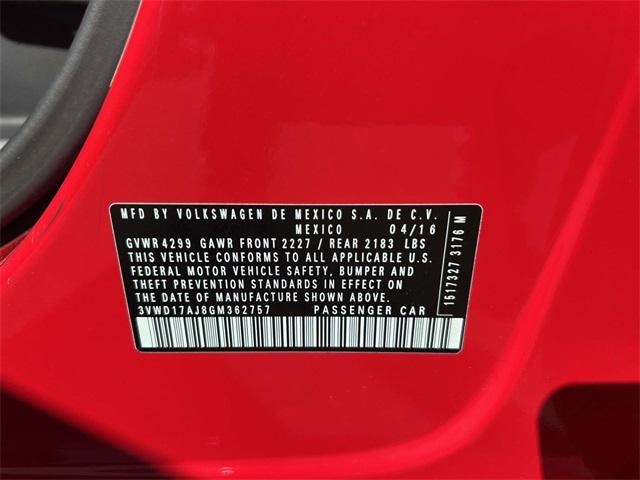 MFD BY VOLKSWAGEN DE MEXICO S.A. DE C.V.
MEXICO 04/16
GVWR 4299 GAWR FRONT 2227 / REAR 2183 LBS
THIS VEHICLE CONFORMS TO ALL APPLICABLE U.S.
FEDERAL MOTOR VEHICLE SAFETY, BUMPER AND
THEFT PREVENTION STANDARDS IN EFFECT ON
THE DATE OF MANUFACTURE SHOWN ABOVE.
3VWD17AJ8GM362757 PASSENGER CAR
1517327 3176 M